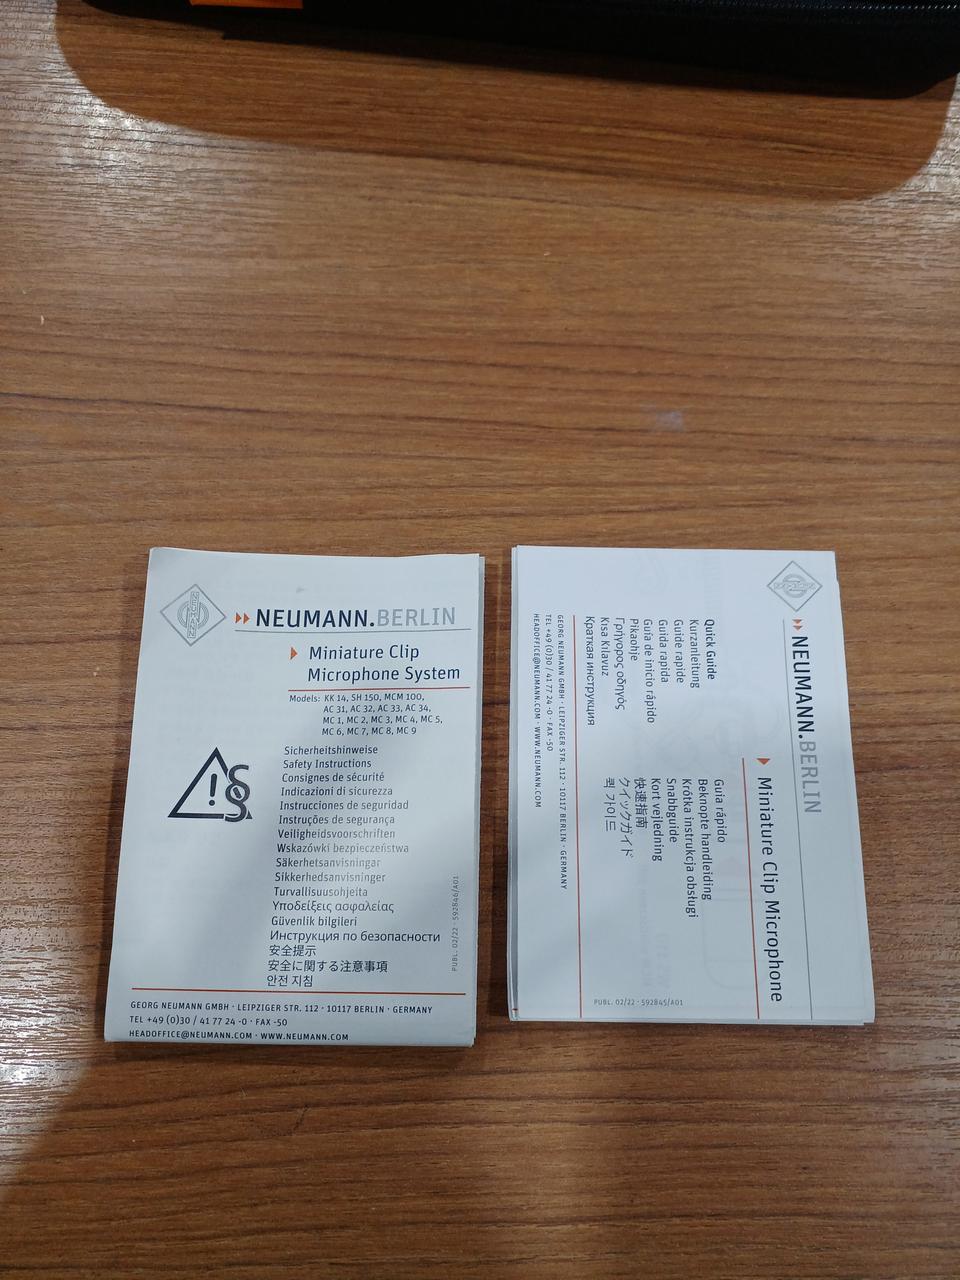 NEUMANN
NEUMANN.BERLIN
Miniature Clip
Microphone System
Models: KK 14, SH 150, MCM 100,
AC 31, AC 32, AC 33, AC 34,
MC 1, MC 2, MC 3, MC 4, MC 5,
MC 6, MC 7, MC 8, MC 9
Sicherheitshinweise
Safety Instructions
Consignes de sécurité
Indicazioni di sicurezza
Instrucciones de seguridad
Instruções de segurança
Veiligheidsvoorschriften
Wskazówki bezpieczeństwa
Säkerhetsanvisningar
Sikkerhedsanvisninger
Turvallisuusohjeita
Υποδείξεις ασφαλείας
Güvenlik bilgileri
Инструкция по безопасности
安全提示
安全に関する注意事項
안전 지침
PUBL. 02/22 · 592846/A01
GEORG NEUMANN GMBH · LEIPZIGER STR. 112 · 10117 BERLIN · GERMANY
TEL +49 (0)30 / 41 77 24 -0 · FAX -50
HEADOFFICE@NEUMANN.COM · WWW.NEUMANN.COM
NEUMANN
NEUMANN.BERLIN
Miniature Clip Microphone
Quick Guide
Kurzanleitung
Guide rapide
Guida rapida
Guía de inicio rápido
Pikaohje
Γρήγορος οδηγός
Kısa Kılavuz
Краткая инструкция
Guia rápido
Beknopte handleiding
Krótka instrukcja obsługi
Snabbguide
Kort vejledning
快速指南
クイックガイド
퀵 가이드
GEORG NEUMANN GMBH · LEIPZIGER STR. 112 · 10117 BERLIN · GERMANY
TEL +49 (0)30 / 41 77 24 -0 · FAX -50
HEADOFFICE@NEUMANN.COM · WWW.NEUMANN.COM
PUBL. 02/22 · 592845/A01